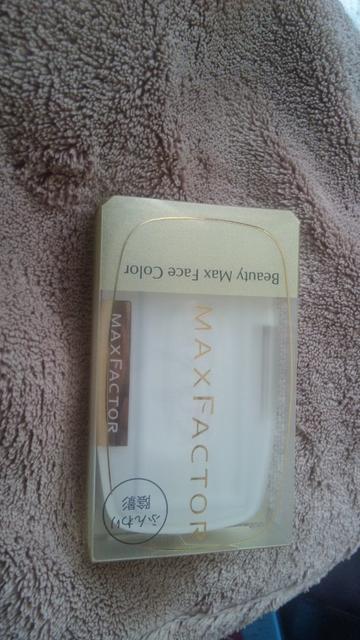 Beauty Max Face Color
MAXFACTOR
MAXFACTOR
ふんわり
陰影